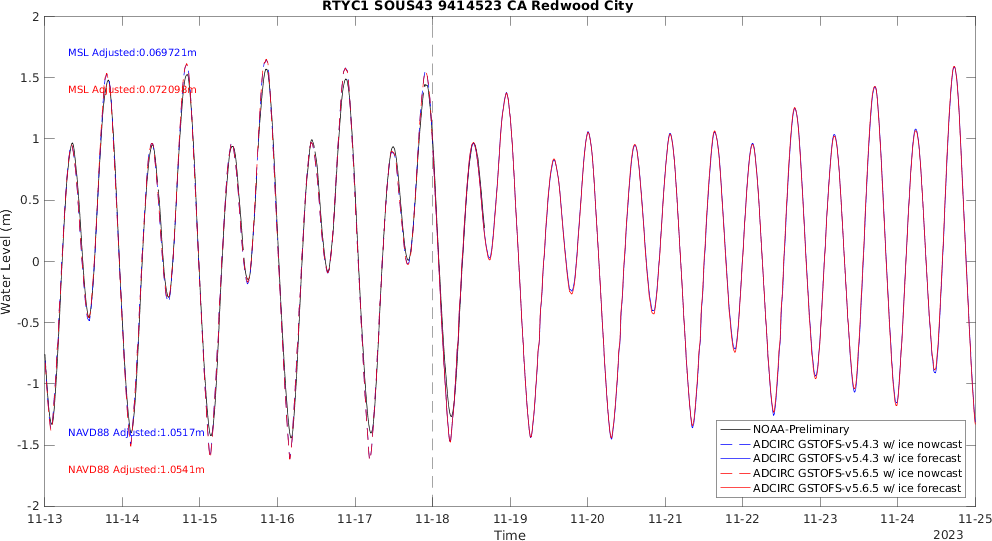 RTYC1 SOUS43 9414523 CA Redwood City
2
1.5
1
0.5
0
-0.5
-1
-1.5
-2
Water Level (m)
MSL Adjusted:0.069721m
MSL Adjusted:0.072098m
NAVD88 Adjusted:1.0517m
NAVD88 Adjusted:1.0541m
NOAA-Preliminary
ADCIRC GSTOFS-v5.4.3 w/ ice nowcast
ADCIRC GSTOFS-v5.4.3 w/ ice forecast
ADCIRC GSTOFS-v5.6.5 w/ ice nowcast
ADCIRC GSTOFS-v5.6.5 w/ ice forecast
11-13 11-14 11-15 11-16 11-17 11-18 11-19 11-20 11-21 11-22 11-23 11-24 11-25
Time
2023